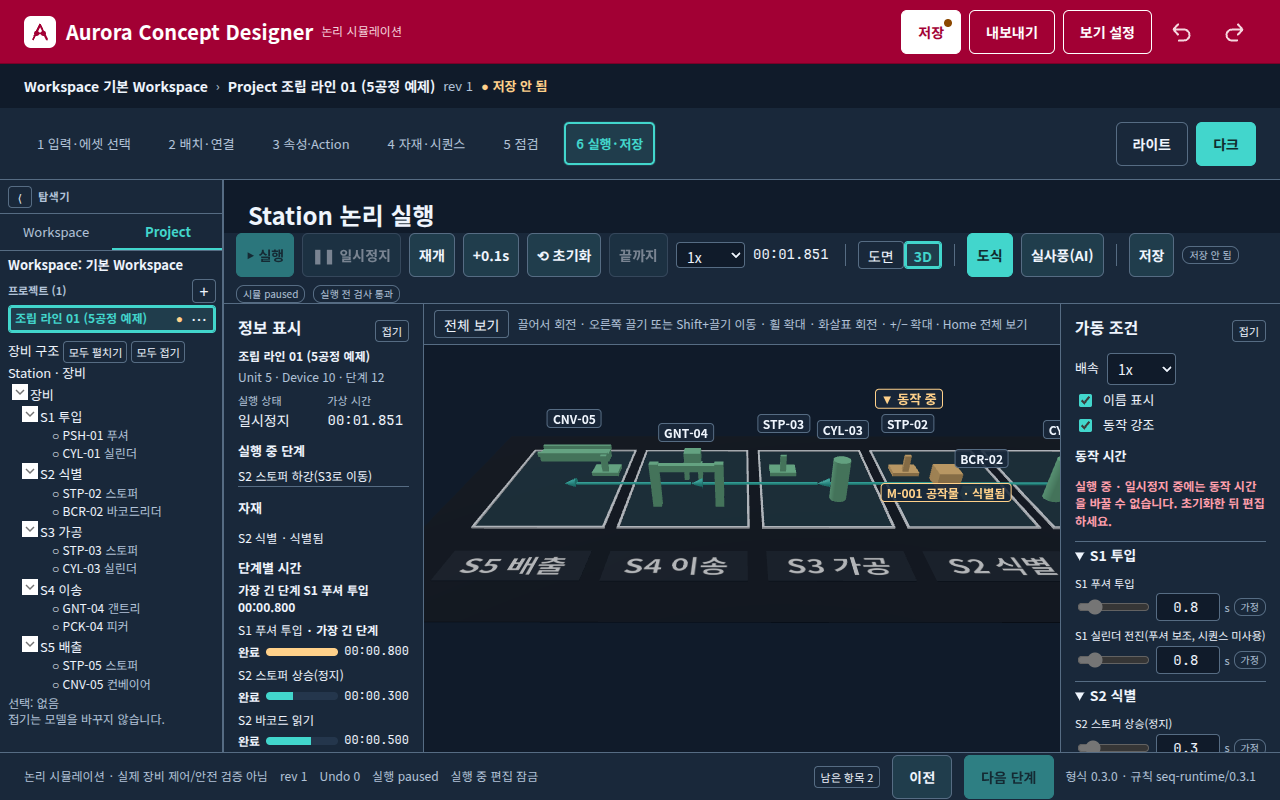 Aurora Concept Designer 논리 시뮬레이션 저장 내보내기 보기 설정
Workspace 기본 Workspace › Project 조립 라인 01 (5공정 예제) rev 1 ● 저장 안 됨
1 입력·에셋 선택 2 배치·연결 3 속성·Action 4 자재·시퀀스 5 점검 6 실행·저장 라이트 다크
⟨ 탐색기
Workspace Project
Workspace: 기본 Workspace
프로젝트 (1) +
조립 라인 01 (5공정 예제) ● ···
장비 구조 모두 펼치기 모두 접기
Station · 장비
장비
S1 투입
○ PSH-01 푸셔
○ CYL-01 실린더
S2 식별
○ STP-02 스토퍼
○ BCR-02 바코드리더
S3 가공
○ STP-03 스토퍼
○ CYL-03 실린더
S4 이송
○ GNT-04 갠트리
○ PCK-04 피커
S5 배출
○ STP-05 스토퍼
○ CNV-05 컨베이어
선택: 없음
접기는 모델을 바꾸지 않습니다.
Station 논리 실행
▸ 실행 ❚❚ 일시정지 재개 +0.1s ⟲ 초기화 끝까지 1x 00:01.851 도면 3D 도식 실사풍(AI) 저장 저장 안 됨
시뮬 paused 실행 전 검사 통과
정보 표시 접기
조립 라인 01 (5공정 예제)
Unit 5 · Device 10 · 단계 12
실행 상태 가상 시간
일시정지 00:01.851
실행 중 단계
S2 스토퍼 하강(S3로 이동)
자재
S2 식별 · 식별됨
단계별 시간
가장 긴 단계 S1 푸셔 투입
00:00.800
S1 푸셔 투입 · 가장 긴 단계
완료 00:00.800
S2 스토퍼 상승(정지)
완료 00:00.300
S2 바코드 읽기
완료 00:00.500
전체 보기 끌어서 회전 · 오른쪽 끌기 또는 Shift+끌기 이동 · 휠 확대 · 화살표 회전 · +/− 확대 · Home 전체 보기
▼ 동작 중
CNV-05 GNT-04 STP-03 CYL-03 STP-02 CY
BCR-02
M-001 공작물 · 식별됨
S5 배출 S4 이송 S3 가공 S2 식별
가동 조건 접기
배속 1x
이름 표시
동작 강조
동작 시간
실행 중 · 일시정지 중에는 동작 시간
을 바꿀 수 없습니다. 초기화한 뒤 편집
하세요.
▼ S1 투입
S1 푸셔 투입
0.8 s 가정
S1 실린더 전진(푸셔 보조, 시퀀스 미사용)
0.8 s 가정
▼ S2 식별
S2 스토퍼 상승(정지)
0.3 s 가정
논리 시뮬레이션 · 실제 장비 제어/안전 검증 아님 rev 1 Undo 0 실행 paused 실행 중 편집 잠금 남은 항목 2 이전 다음 단계 형식 0.3.0 · 규칙 seq-runtime/0.3.1